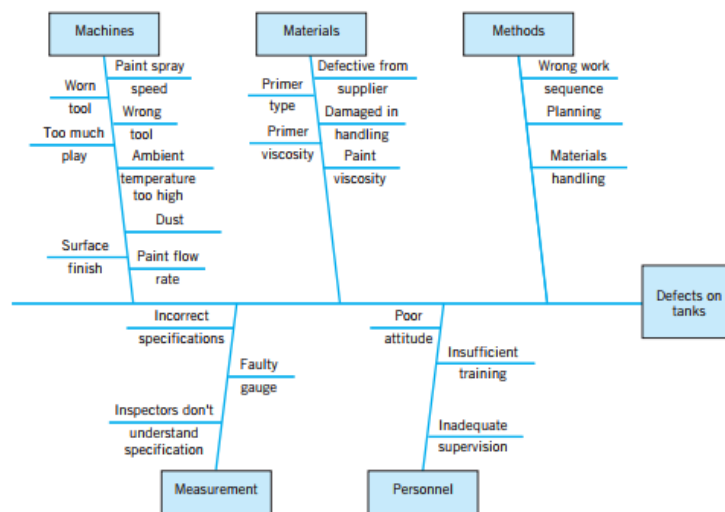 Machines
Materials
Methods
Paint spray
speed
Worn
tool
Wrong
tool
Too much
play
Ambient
temperature
too high
Dust
Surface
finish
Paint flow
rate
Defective from
supplier
Primer
type
Damaged in
handling
Primer
viscosity
Paint
viscosity
Wrong work
sequence
Planning
Materials
handling
Defects on
tanks
Incorrect
specifications
Faulty
gauge
Inspectors don't
understand
specification
Poor
attitude
Insufficient
training
Inadequate
supervision
Measurement
Personnel